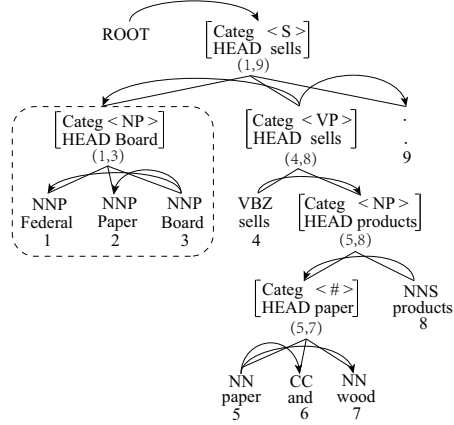 ROOT
Categ < S >
HEAD sells
(1,9)
Categ < NP >
HEAD Board
(1,3)
Categ < VP >
HEAD sells
(4,8)
.
.
9
NNP NNP NNP
Federal Paper Board
1 2 3
VBZ
sells
4
Categ < NP >
HEAD products
(5,8)
Categ < # >
HEAD paper
(5,7)
NNS
products
8
NN CC NN
paper and wood
5 6 7